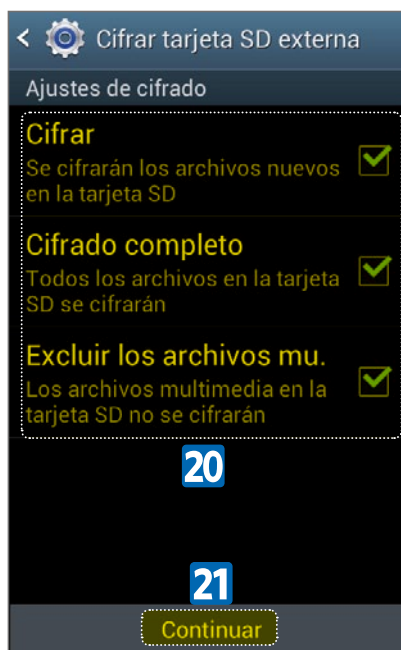 < Cifrar tarjeta SD externa
Ajustes de cifrado
Cifrar
Se cifrarán los archivos nuevos
en la tarjeta SD
Cifrado completo
Todos los archivos en la tarjeta
SD se cifrarán
Excluir los archivos mu.
Los archivos multimedia en la
tarjeta SD no se cifrarán
20
21
Continuar